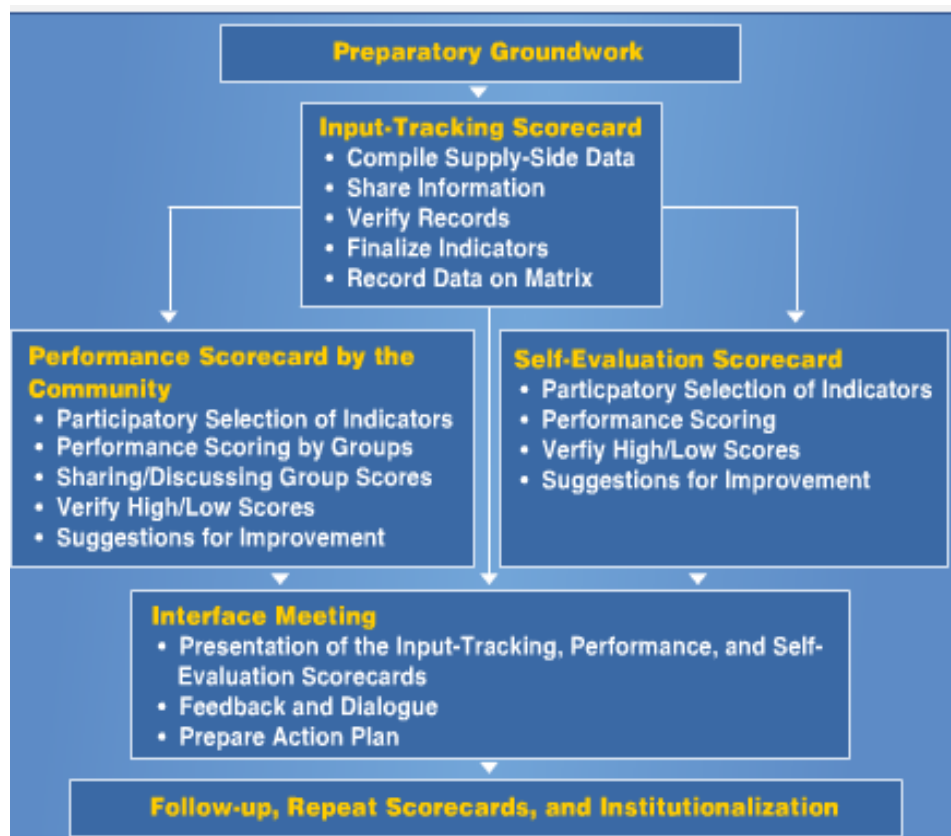 Preparatory Groundwork
Input-Tracking Scorecard
• Compile Supply-Side Data
• Share Information
• Verify Records
• Finalize Indicators
• Record Data on Matrix
Performance Scorecard by the
Community
• Participatory Selection of Indicators
• Performance Scoring by Groups
• Sharing/Discussing Group Scores
• Verify High/Low Scores
• Suggestions for Improvement
Self-Evaluation Scorecard
• Particpatory Selection of Indicators
• Performance Scoring
• Verfiy High/Low Scores
• Suggestions for Improvement
Interface Meeting
• Presentation of the Input-Tracking, Performance, and Self-
Evaluation Scorecards
• Feedback and Dialogue
• Prepare Action Plan
Follow-up, Repeat Scorecards, and Institutionalization